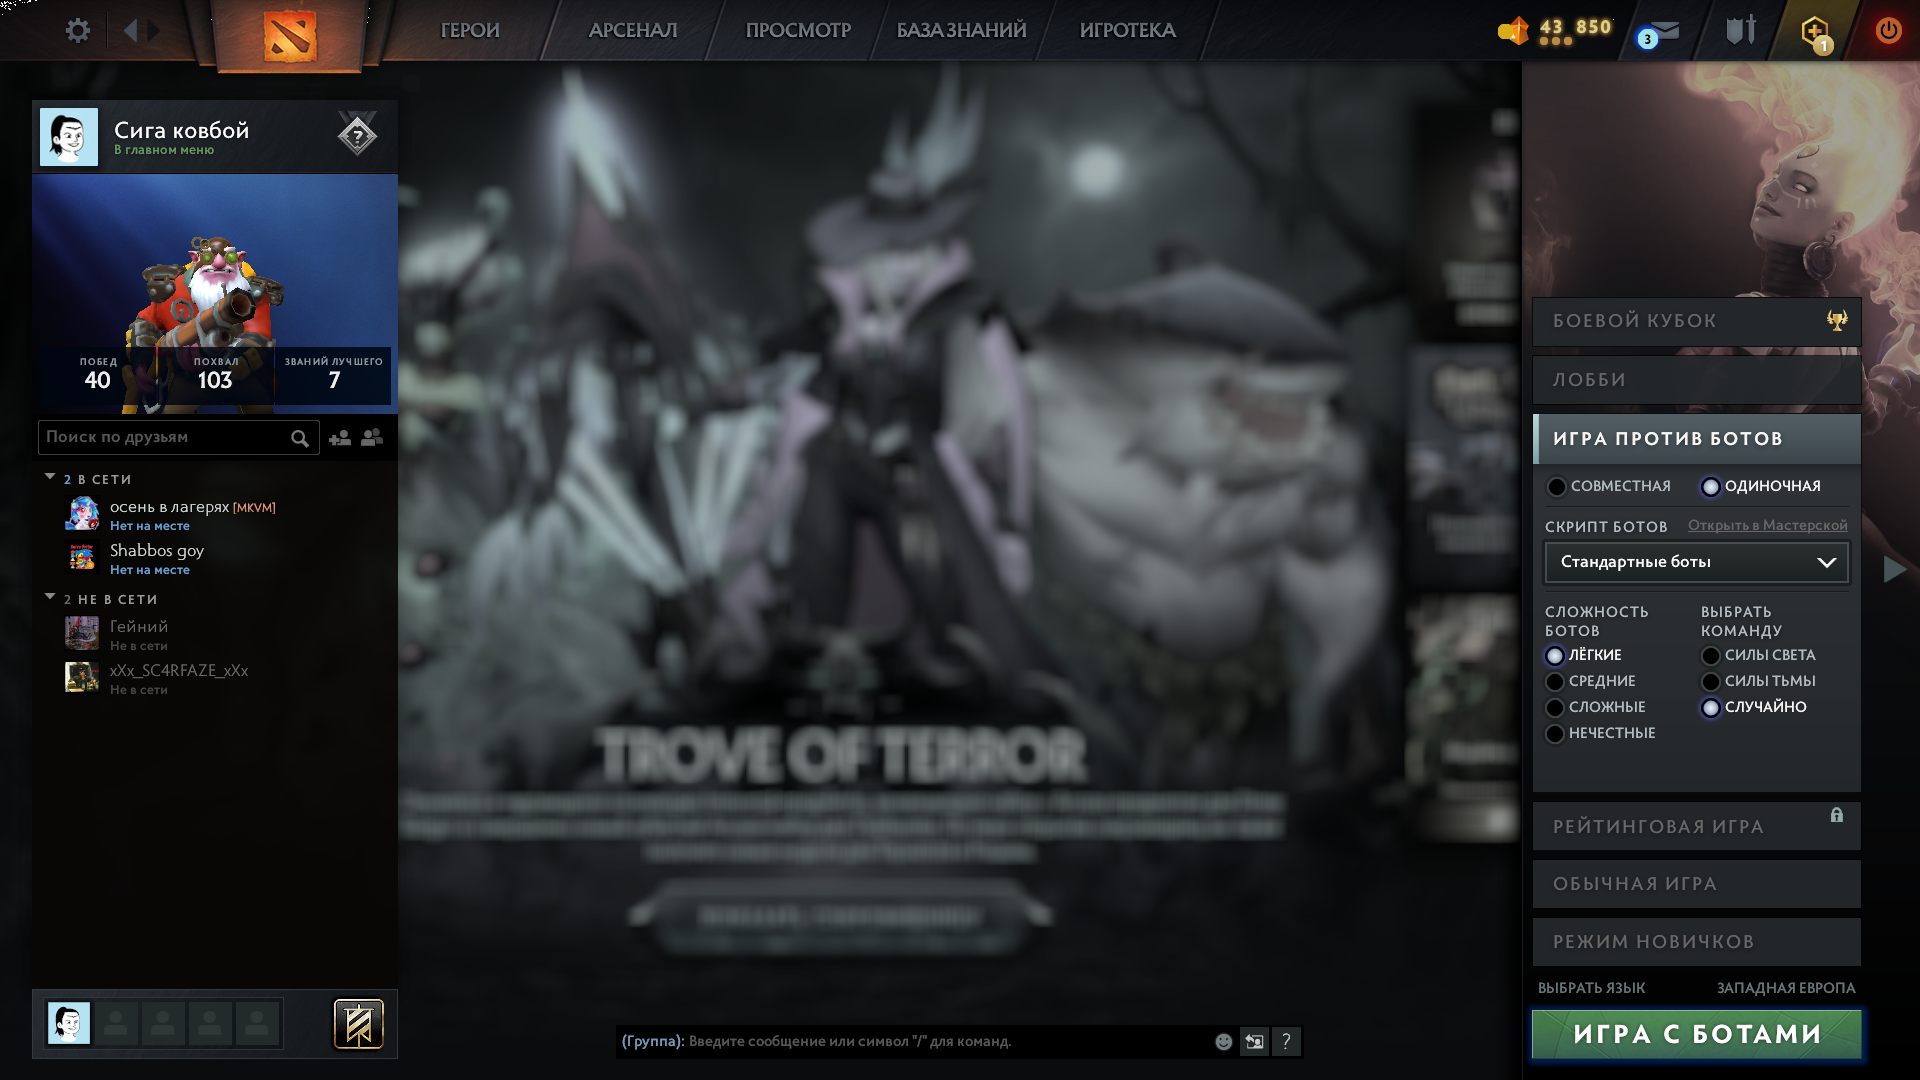 ГЕРОИ
АРСЕНАЛ
ПРОСМОТР
БАЗА ЗНАНИЙ
ИГРОТЕКА
43 850
3
1
Сига ковбой
В главном меню
?
ПОБЕД
40
ПОХВАЛ
103
ЗВАНИЙ ЛУЧШЕГО
7
Поиск по друзьям
2 В СЕТИ
осень в лагерях [MKVM]
Нет на месте
Shabbos goy
Нет на месте
2 НЕ В СЕТИ
Гейний
Не в сети
xXx_SC4RFAZE_xXx
Не в сети
TROVE OF TERROR
(Группа): Введите сообщение или символ "/" для команд.
?
БОЕВОЙ КУБОК
ЛОББИ
ИГРА ПРОТИВ БОТОВ
СОВМЕСТНАЯ
ОДИНОЧНАЯ
СКРИПТ БОТОВ
Открыть в Мастерской
Стандартные боты
СЛОЖНОСТЬ БОТОВ
ЛЁГКИЕ
СРЕДНИЕ
СЛОЖНЫЕ
НЕЧЕСТНЫЕ
ВЫБРАТЬ КОМАНДУ
СИЛЫ СВЕТА
СИЛЫ ТЬМЫ
СЛУЧАЙНО
РЕЙТИНГОВАЯ ИГРА
ОБЫЧНАЯ ИГРА
РЕЖИМ НОВИЧКОВ
ВЫБРАТЬ ЯЗЫК
ЗАПАДНАЯ ЕВРОПА
ИГРА С БОТАМИ